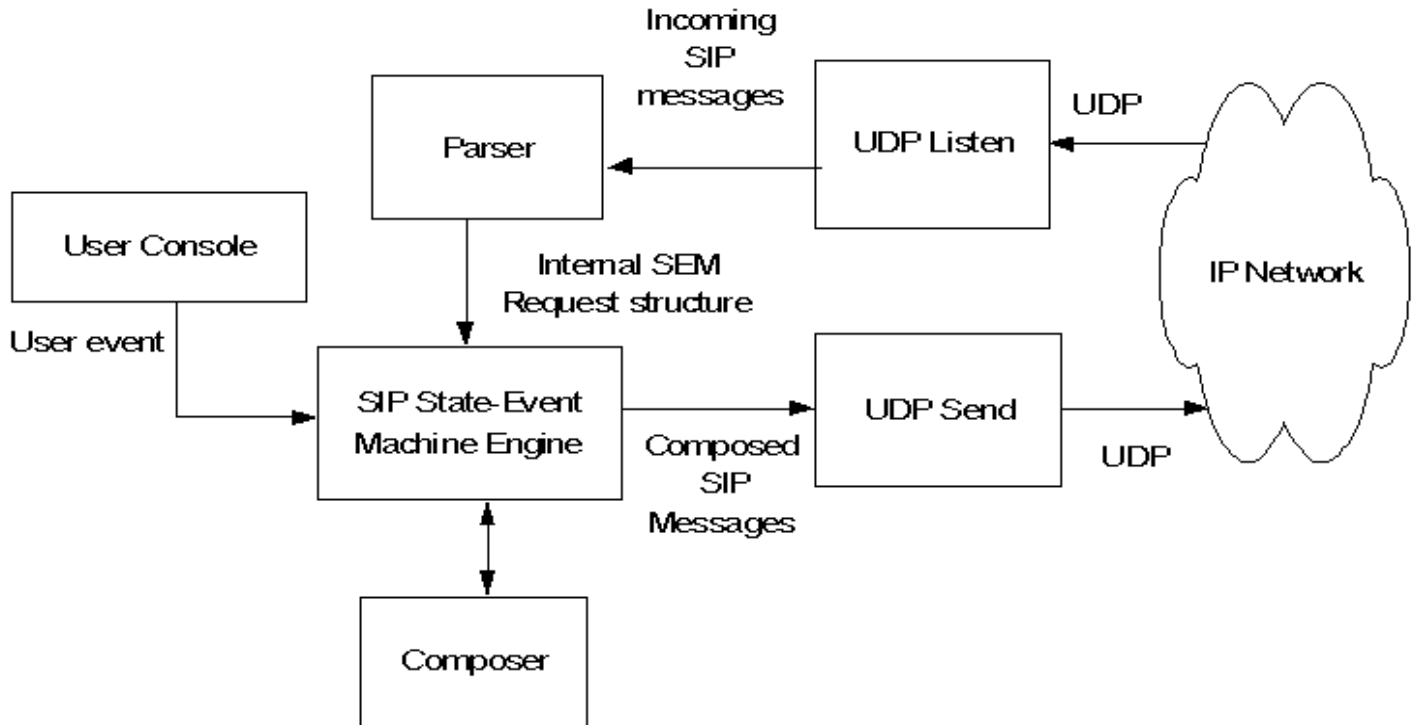 Incoming
SIP
messages
UDP
Parser
UDP Listen
User Console
Internal SEM
Request structure
IP Network
User event
SIP State-Event
Machine Engine
UDP Send
Composed
SIP
Messages
UDP
Composer